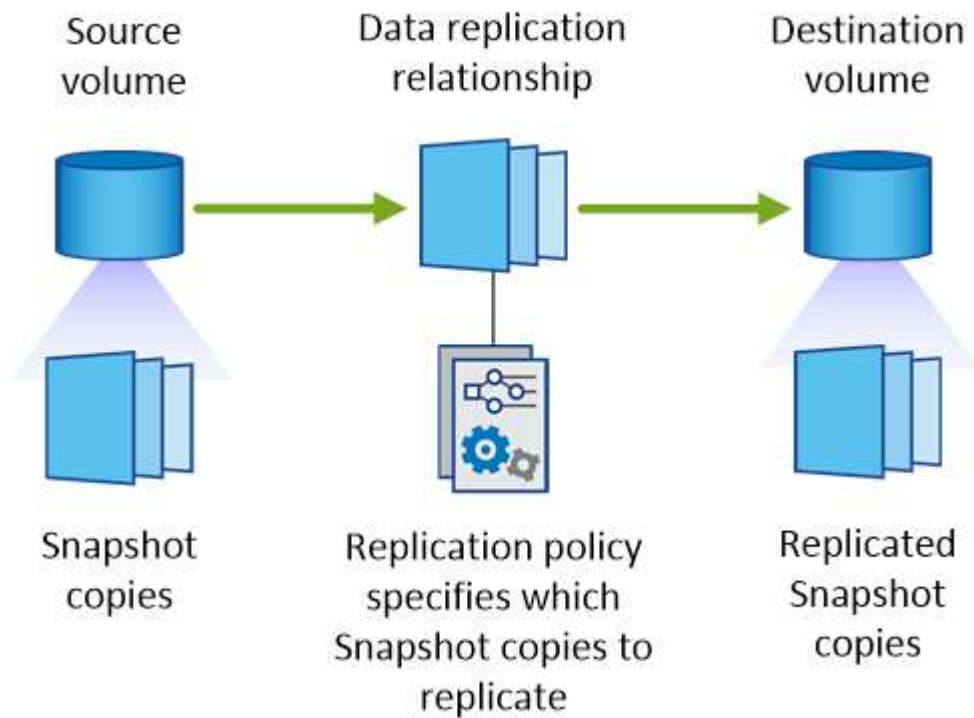 Source
volume
Data replication
relationship
Destination
volume
Snapshot
copies
Replication policy
specifies which
Snapshot copies to
replicate
Replicated
Snapshot
copies